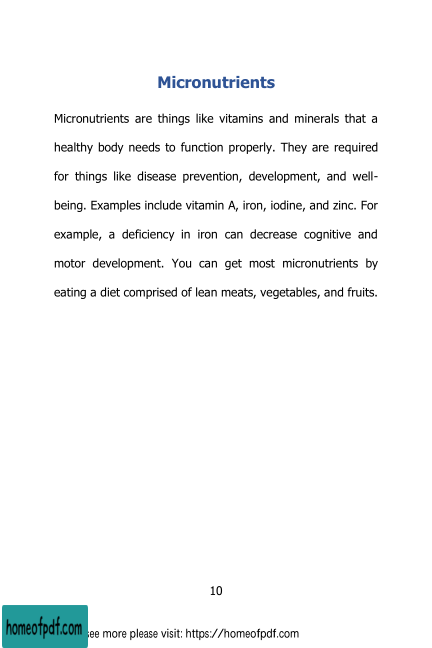 Micronutrients
Micronutrients are things like vitamins and minerals that a
healthy body needs to function properly. They are required
for things like disease prevention, development, and well-
being. Examples include vitamin A, iron, iodine, and zinc. For
example, a deficiency in iron can decrease cognitive and
motor development. You can get most micronutrients by
eating a diet comprised of lean meats, vegetables, and fruits.
10
homeofpdf.com
see more please visit: https://homeofpdf.com